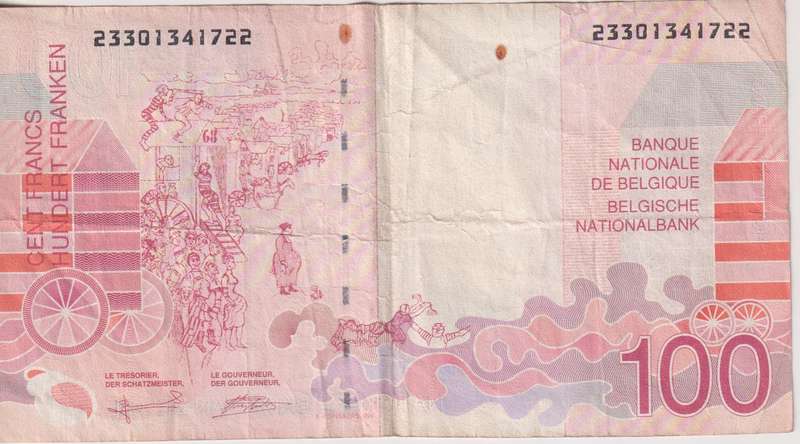 23301341722
23301341722
CENT FRANCS
HUNDERT FRANKEN
68
BANQUE
NATIONALE
DE BELGIQUE
BELGISCHE
NATIONALBANK
LE TRESORIER,
DER SCHATZMEISTER,
LE GOUVERNEUR,
DER GOUVERNEUR,
100